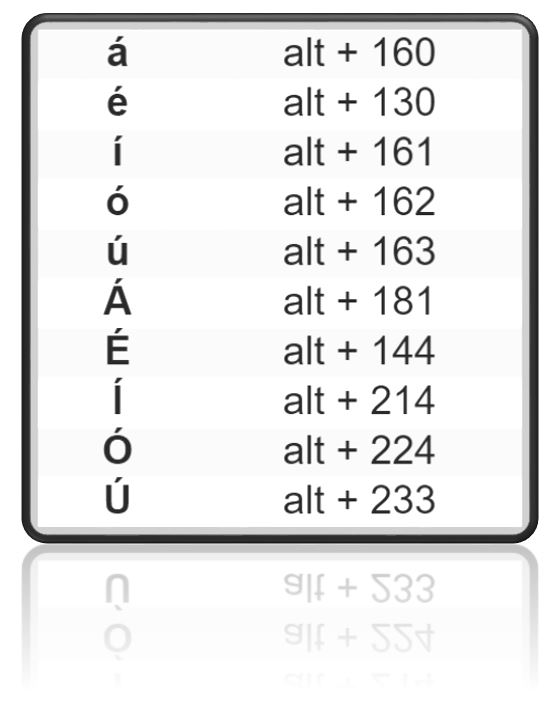 á alt + 160
é alt + 130
í alt + 161
ó alt + 162
ú alt + 163
Á alt + 181
É alt + 144
Í alt + 214
Ó alt + 224
Ú alt + 233